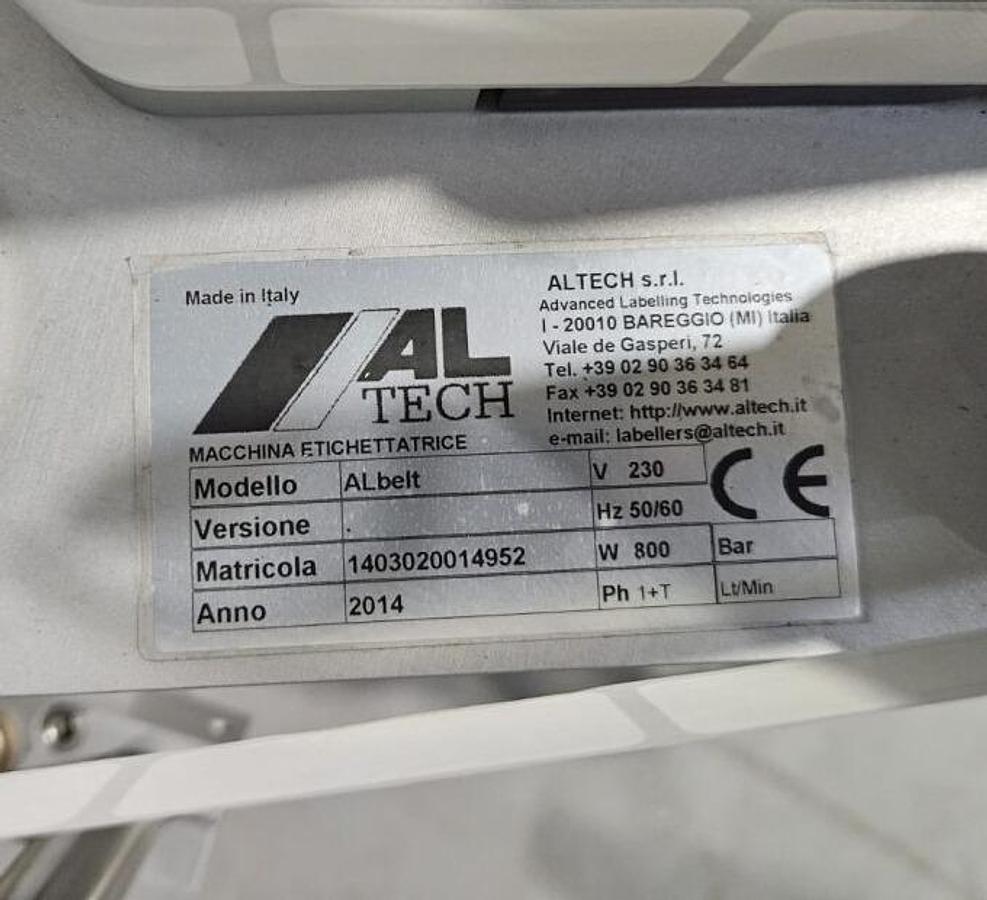 Made in Italy
AL
TECH
ALTECH s.r.l.
Advanced Labelling Technologies
I - 20010 BAREGGIO (MI) Italia
Viale de Gasperi, 72
Tel. +39 02 90 36 34 64
Fax +39 02 90 36 34 81
Internet: http://www.altech.it
e-mail: labellers@altech.it
MACCHINA ETICHETTATRICE
Modello ALbelt V 230
CE
Versione . Hz 50/60
Matricola 1403020014952 W 800 Bar
Anno 2014 Ph 1+T Lt/Min